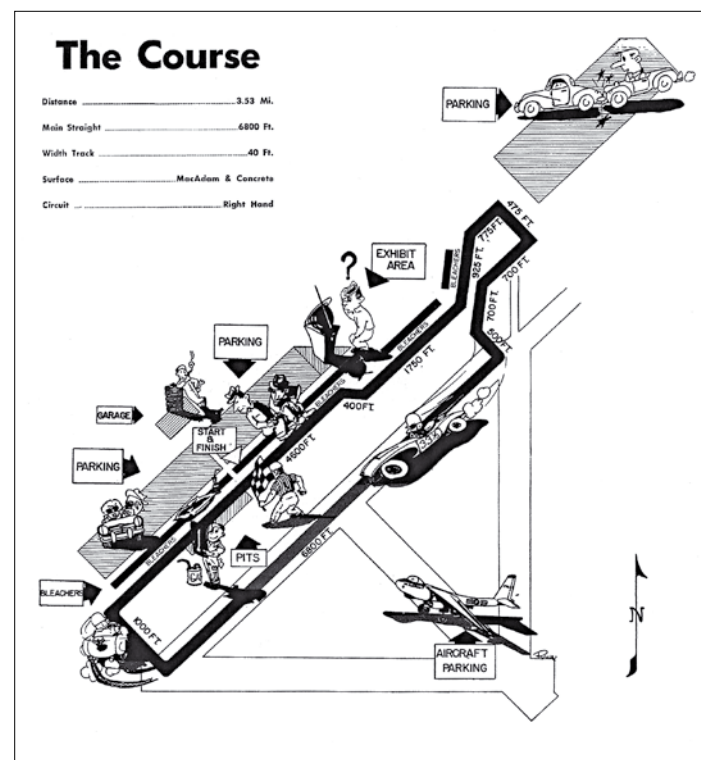 The Course
Distance 3.53 Mi.
Main Straight 6800 Ft.
Width Track 40 Ft.
Surface MacAdam & Concrete
Circuit Right Hand
PARKING
475 FT.
775 FT.
EXHIBIT
AREA
?
BLEACHERS
925 FT.
700 FT.
700 FT.
500 FT.
PARKING
BLEACHERS
1750 FT.
BLEACHERS
400 FT.
GARAGE
START
&
FINISH
4600 FT.
PARKING
BLEACHERS
PITS
6800 FT.
BLEACHERS
1000 FT.
AIRCRAFT
PARKING
N